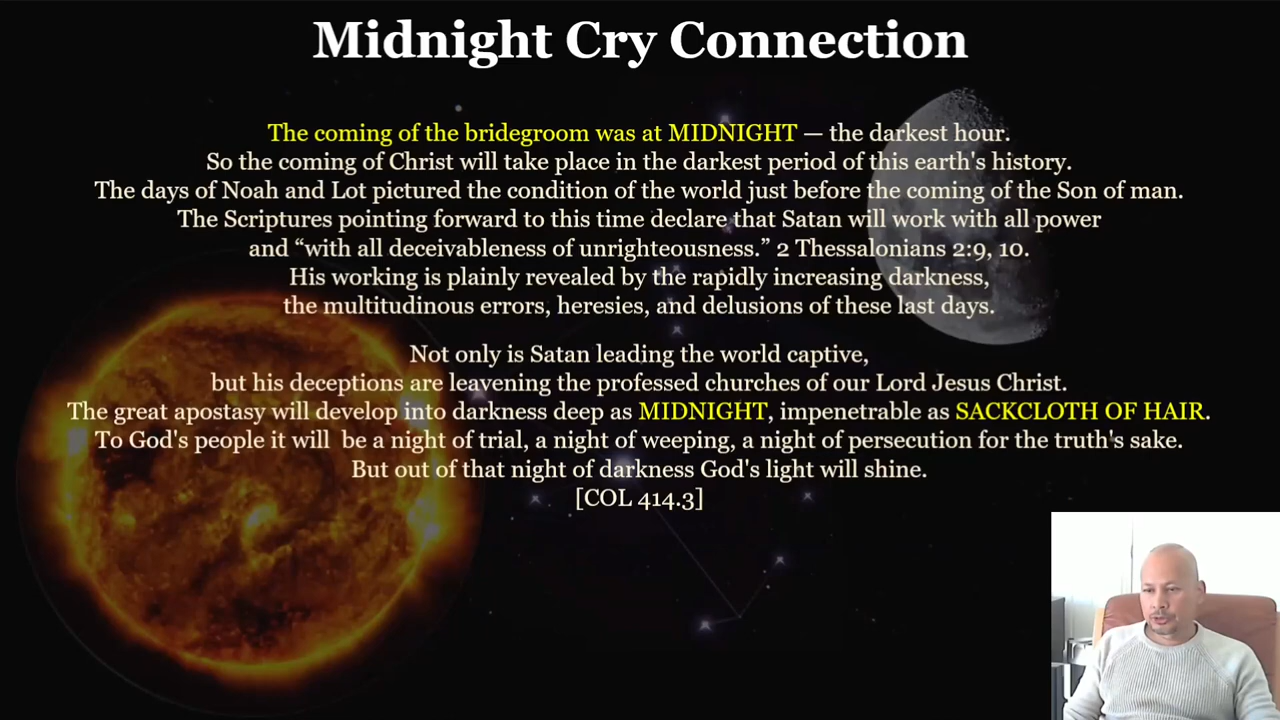 Midnight Cry Connection
The coming of the bridegroom was at MIDNIGHT — the darkest hour.
So the coming of Christ will take place in the darkest period of this earth's history.
The days of Noah and Lot pictured the condition of the world just before the coming of the Son of man.
The Scriptures pointing forward to this time declare that Satan will work with all power
and “with all deceivableness of unrighteousness.” 2 Thessalonians 2:9, 10.
His working is plainly revealed by the rapidly increasing darkness,
the multitudinous errors, heresies, and delusions of these last days.
Not only is Satan leading the world captive,
but his deceptions are leavening the professed churches of our Lord Jesus Christ.
The great apostasy will develop into darkness deep as MIDNIGHT, impenetrable as SACKCLOTH OF HAIR.
To God's people it will be a night of trial, a night of weeping, a night of persecution for the truth's sake.
But out of that night of darkness God's light will shine.
[COL 414.3]